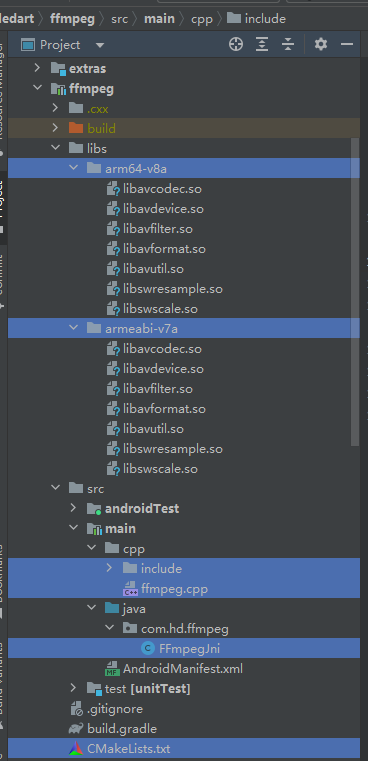 ledart › ffmpeg › src › main › cpp › include
Project
extras
ffmpeg
.cxx
build
libs
arm64-v8a
libavcodec.so
libavdevice.so
libavfilter.so
libavformat.so
libavutil.so
libswresample.so
libswscale.so
armeabi-v7a
libavcodec.so
libavdevice.so
libavfilter.so
libavformat.so
libavutil.so
libswresample.so
libswscale.so
src
androidTest
main
cpp
include
ffmpeg.cpp
java
com.hd.ffmpeg
FFmpegJni
AndroidManifest.xml
test [unitTest]
.gitignore
build.gradle
CMakeLists.txt